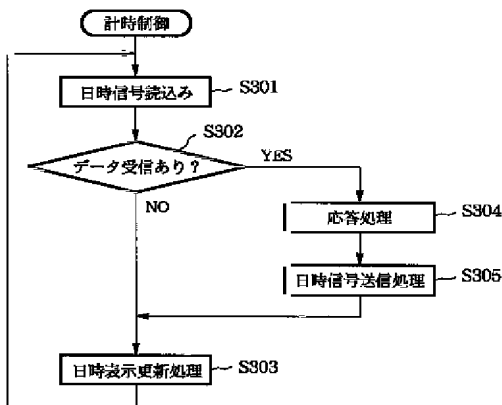 計時制御
日時信号読込み
S301
S302
データ受信あり?
YES
NO
応答処理
S304
日時信号送信処理
S305
日時表示更新処理
S303